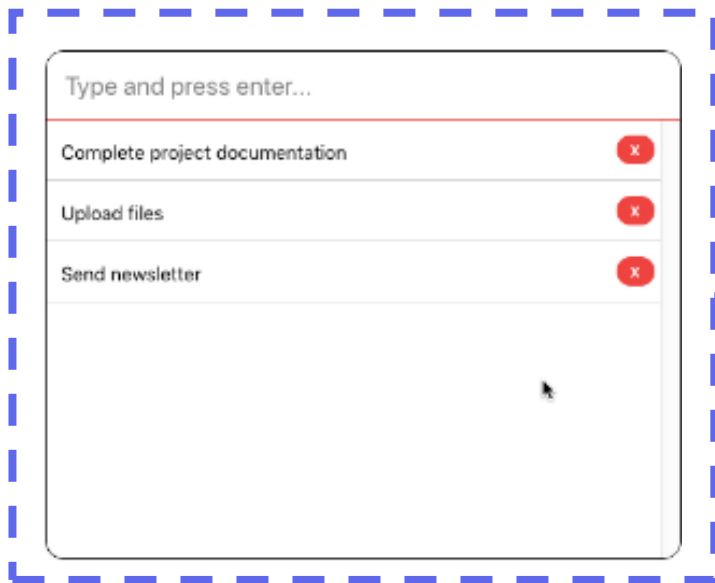 Type and press enter...
Complete project documentation
x
Upload files
x
Send newsletter
x